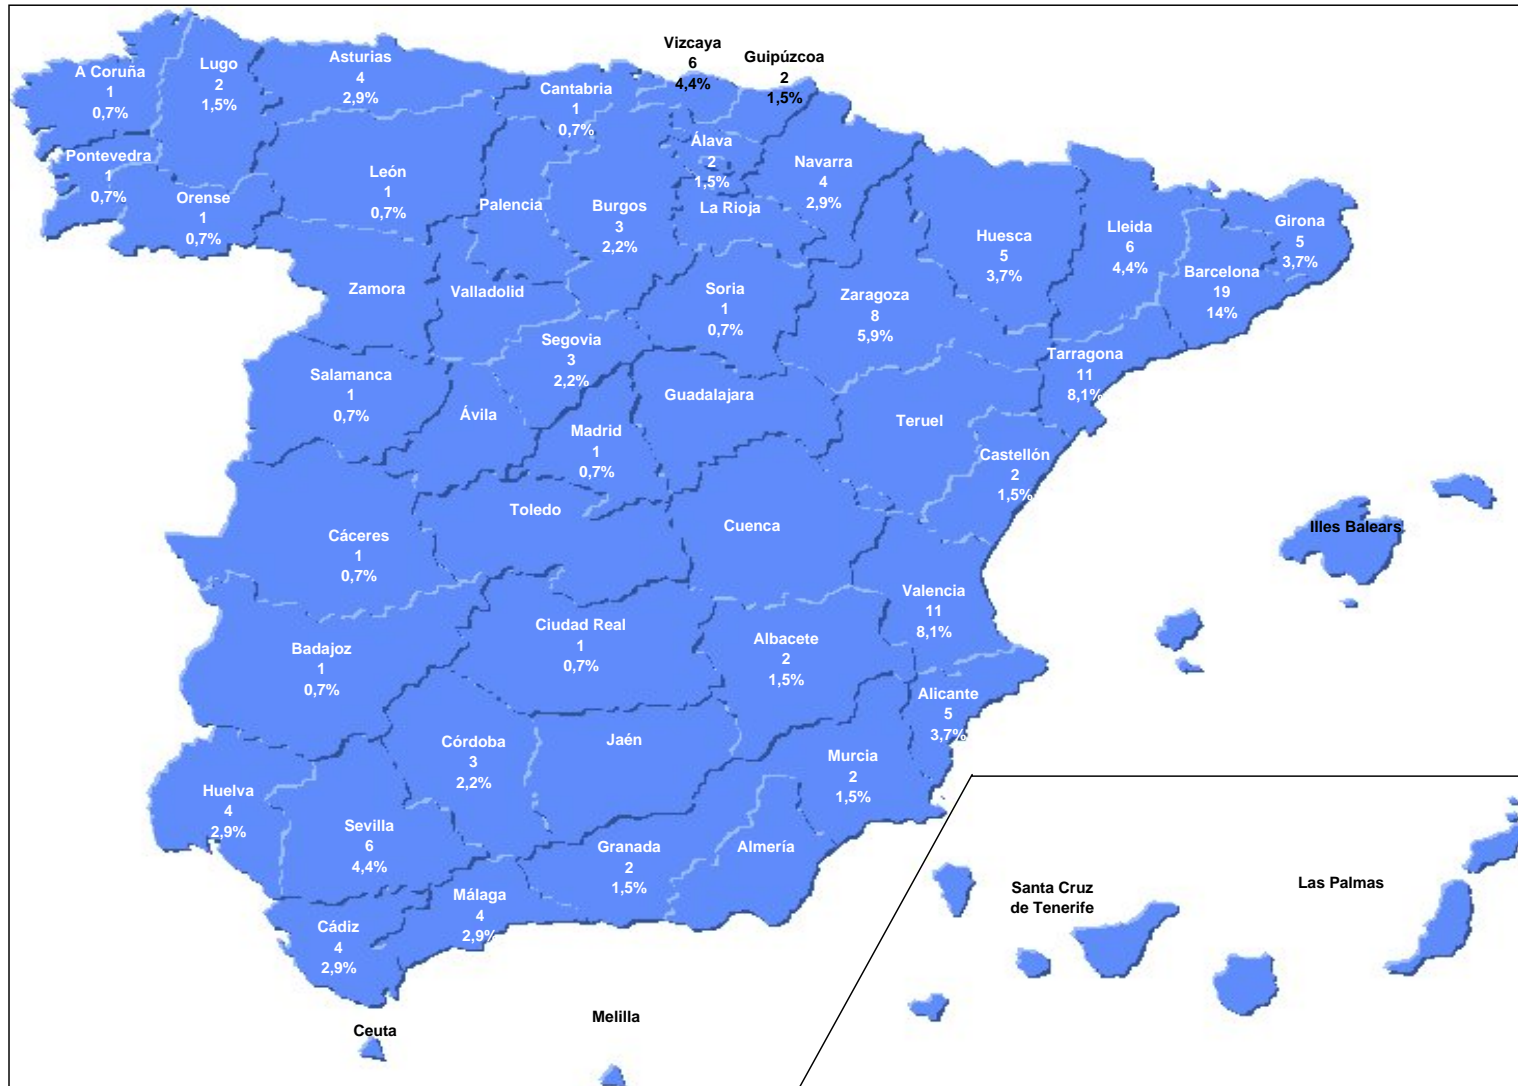 A Coruña
1
0,7%
Lugo
2
1,5%
Asturias
4
2,9%
Cantabria
1
0,7%
Vizcaya
6
4,4%
Guipúzcoa
2
1,5%
Álava
2
1,5%
Navarra
4
2,9%
Pontevedra
1
0,7%
Orense
1
0,7%
León
1
0,7%
Palencia
Burgos
3
2,2%
La Rioja
Huesca
5
3,7%
Lleida
6
4,4%
Girona
5
3,7%
Barcelona
19
14%
Zamora
Valladolid
Soria
1
0,7%
Zaragoza
8
5,9%
Segovia
3
2,2%
Tarragona
11
8,1%
Salamanca
1
0,7%
Ávila
Madrid
1
0,7%
Guadalajara
Teruel
Castellón
2
1,5%
Cáceres
1
0,7%
Toledo
Cuenca
Illes Balears
Valencia
11
8,1%
Badajoz
1
0,7%
Ciudad Real
1
0,7%
Albacete
2
1,5%
Alicante
5
3,7%
Córdoba
3
2,2%
Jaén
Murcia
2
1,5%
Huelva
4
2,9%
Sevilla
6
4,4%
Granada
2
1,5%
Almería
Málaga
4
2,9%
Cádiz
4
2,9%
Santa Cruz
de Tenerife
Las Palmas
Ceuta
Melilla